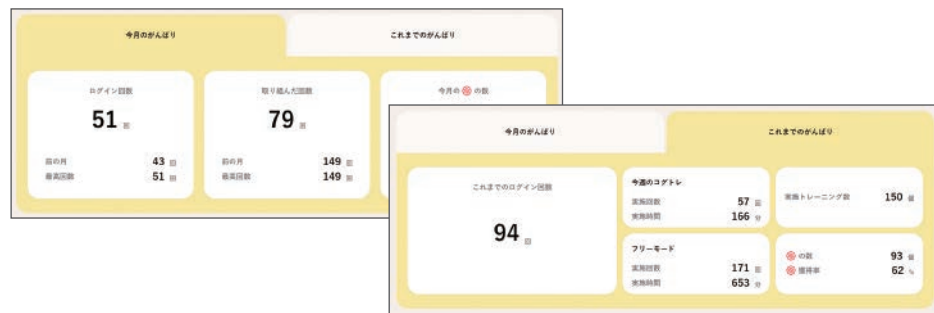 今月のがんばり
これまでのがんばり
ログイン回数
51 回
前の月 43 回
最高回数 51 回
取り組んだ回数
79 回
前の月 149 回
最高回数 149 回
今月の の数
今月のがんばり
これまでのがんばり
これまでのログイン回数
94 回
今週のコグトレ
実施回数 57 回
実施時間 166 分
フリーモード
実施回数 171 回
実施時間 653 分
実施トレーニング数 150 個
の数 93 個
獲得率 62 %